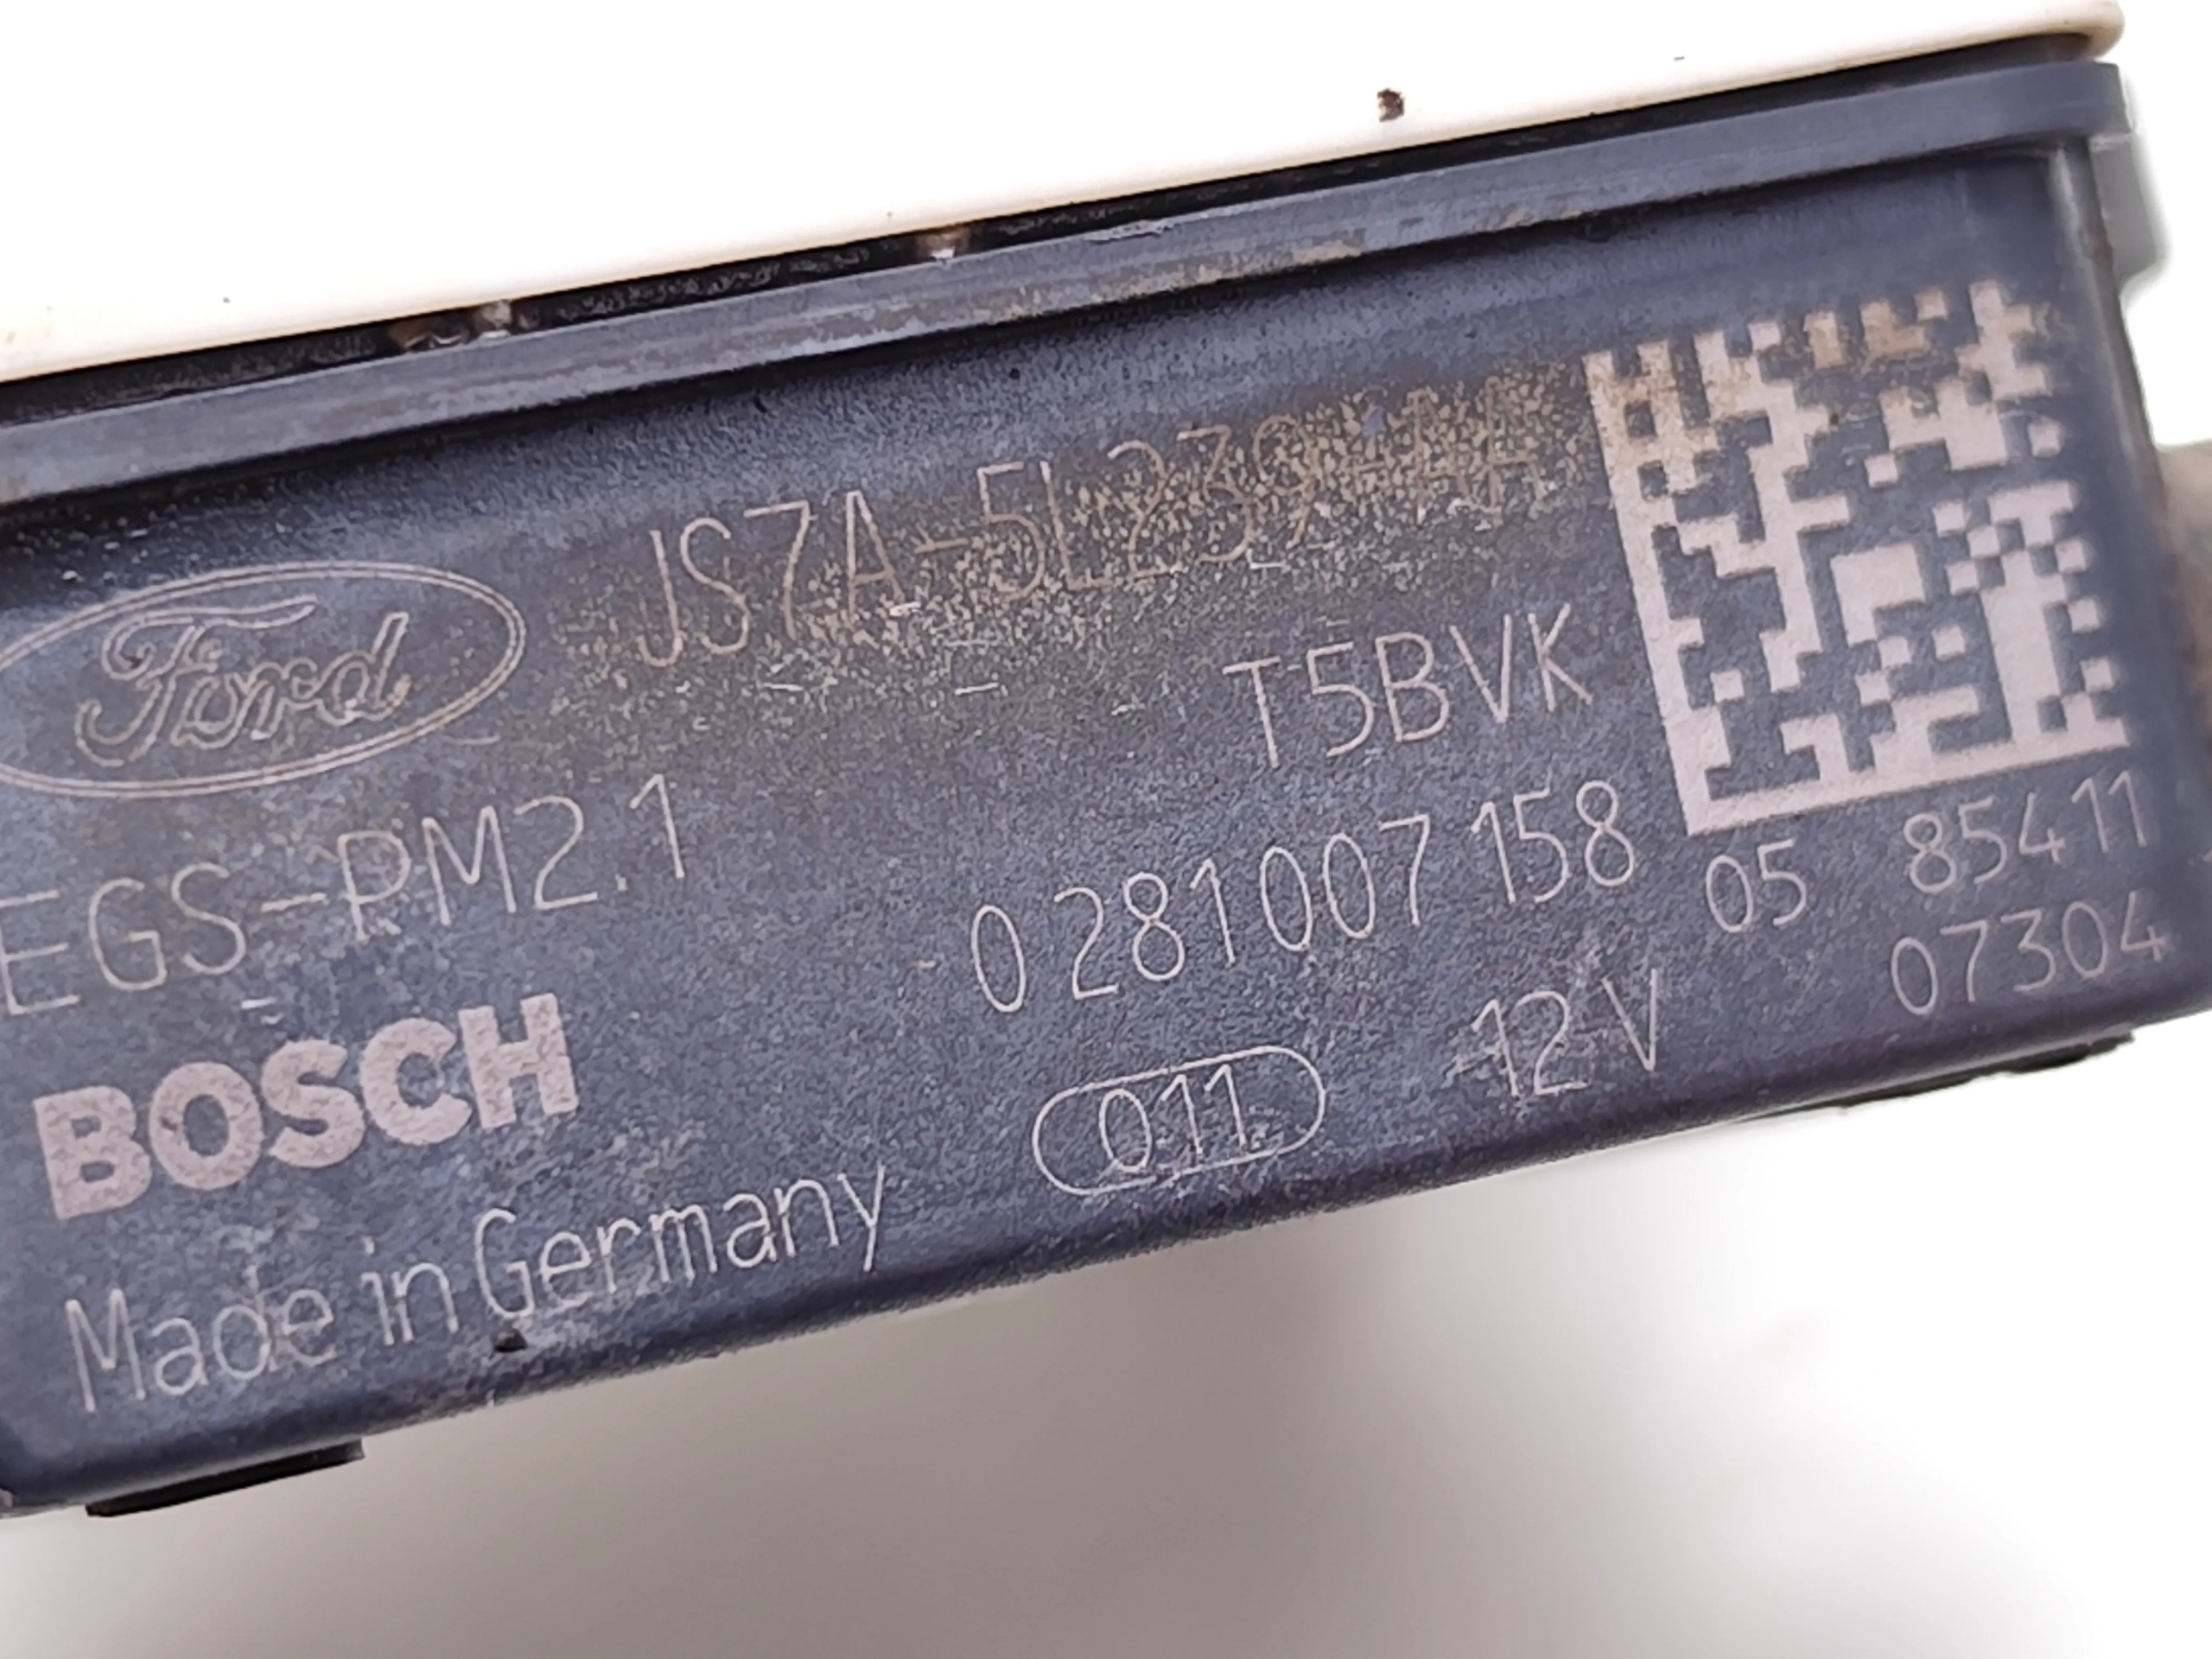 Ford JS7A-5L239-AA
T5BVK
EGS-PM2.1
0 281 007 158 05 85411
BOSCH 011 12 V 07304
Made in Germany